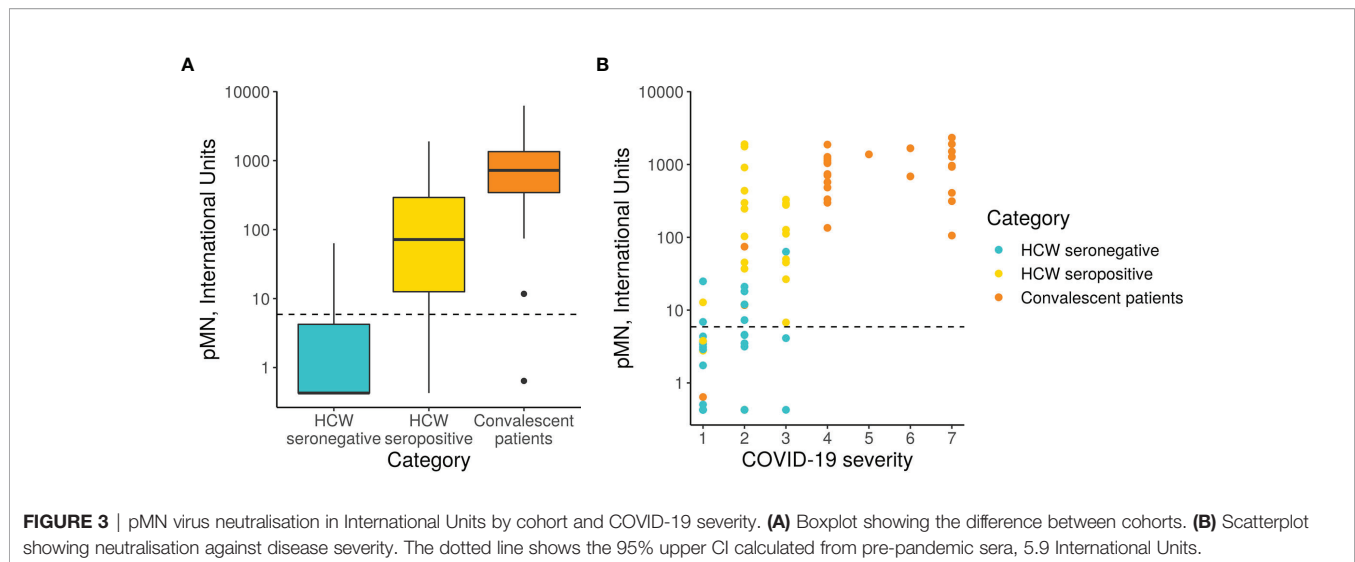 A
10000
1000
100
10
1
pMN, International Units
HCW
seronegative
HCW
seropositive
Convalescent
patients
Category
B
10000
1000
100
10
1
pMN, International Units
1 2 3 4 5 6 7
COVID-19 severity
Category
HCW seronegative
HCW seropositive
Convalescent patients
FIGURE 3 | pMN virus neutralisation in International Units by cohort and COVID-19 severity. (A) Boxplot showing the difference between cohorts. (B) Scatterplot
showing neutralisation against disease severity. The dotted line shows the 95% upper CI calculated from pre-pandemic sera, 5.9 International Units.